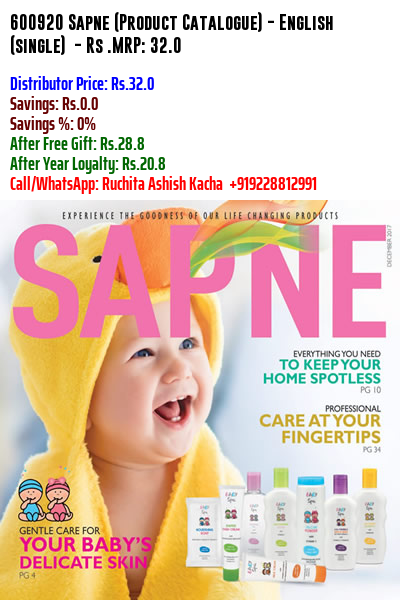 600920 Sapne (Product Catalogue) - English
(single) - Rs .MRP: 32.0
Distributor Price: Rs.32.0
Savings: Rs.0.0
Savings %: 0%
After Free Gift: Rs.28.8
After Year Loyalty: Rs.20.8
Call/WhatsApp: Ruchita Ashish Kacha +919228812991
EXPERIENCE THE GOODNESS OF OUR LIFE CHANGING PRODUCTS
SAPNE
DECEMBER 2017
EVERYTHING YOU NEED
TO KEEP YOUR
HOME SPOTLESS
PG 10
PROFESSIONAL
CARE AT YOUR
FINGERTIPS
PG 34
GENTLE CARE FOR
YOUR BABY'S
DELICATE SKIN
PG 4
BABY
Spa